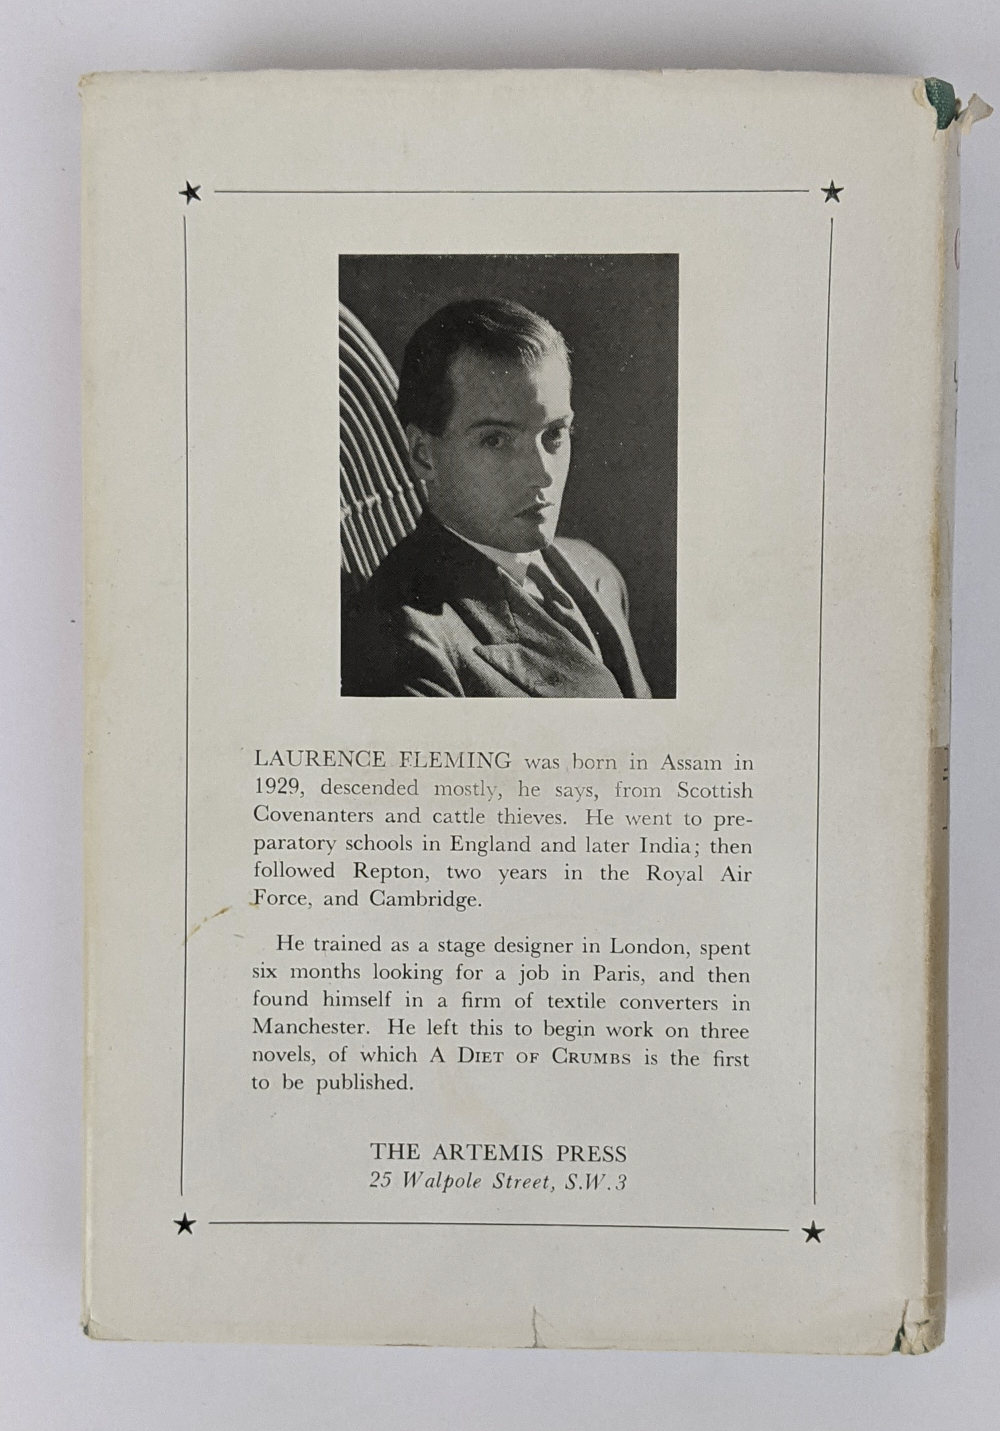 LAURENCE FLEMING was born in Assam in
1929, descended mostly, he says, from Scottish
Covenanters and cattle thieves. He went to pre-
paratory schools in England and later India; then
followed Repton, two years in the Royal Air
Force, and Cambridge.
He trained as a stage designer in London, spent
six months looking for a job in Paris, and then
found himself in a firm of textile converters in
Manchester. He left this to begin work on three
novels, of which A DIET OF CRUMBS is the first
to be published.
THE ARTEMIS PRESS
25 Walpole Street, S.W.3